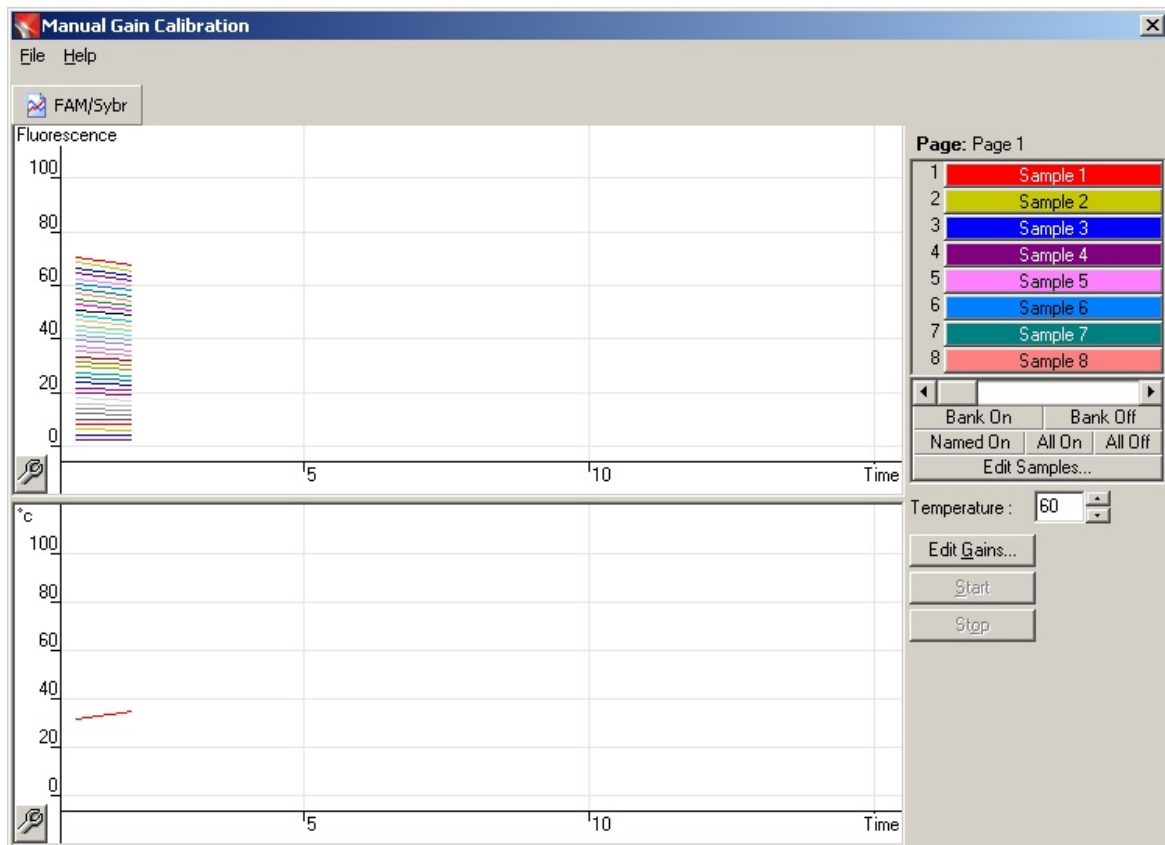 Manual Gain Calibration
File Help
FAM/Sybr
Fluorescence
100
80
60
40
20
0
5 10 Time
Page: Page 1
1 Sample 1
2 Sample 2
3 Sample 3
4 Sample 4
5 Sample 5
6 Sample 6
7 Sample 7
8 Sample 8
Bank On Bank Off
Named On All On All Off
Edit Samples...
°c
100
80
60
40
20
0
5 10 Time
Temperature : 60
Edit Gains...
Start
Stop